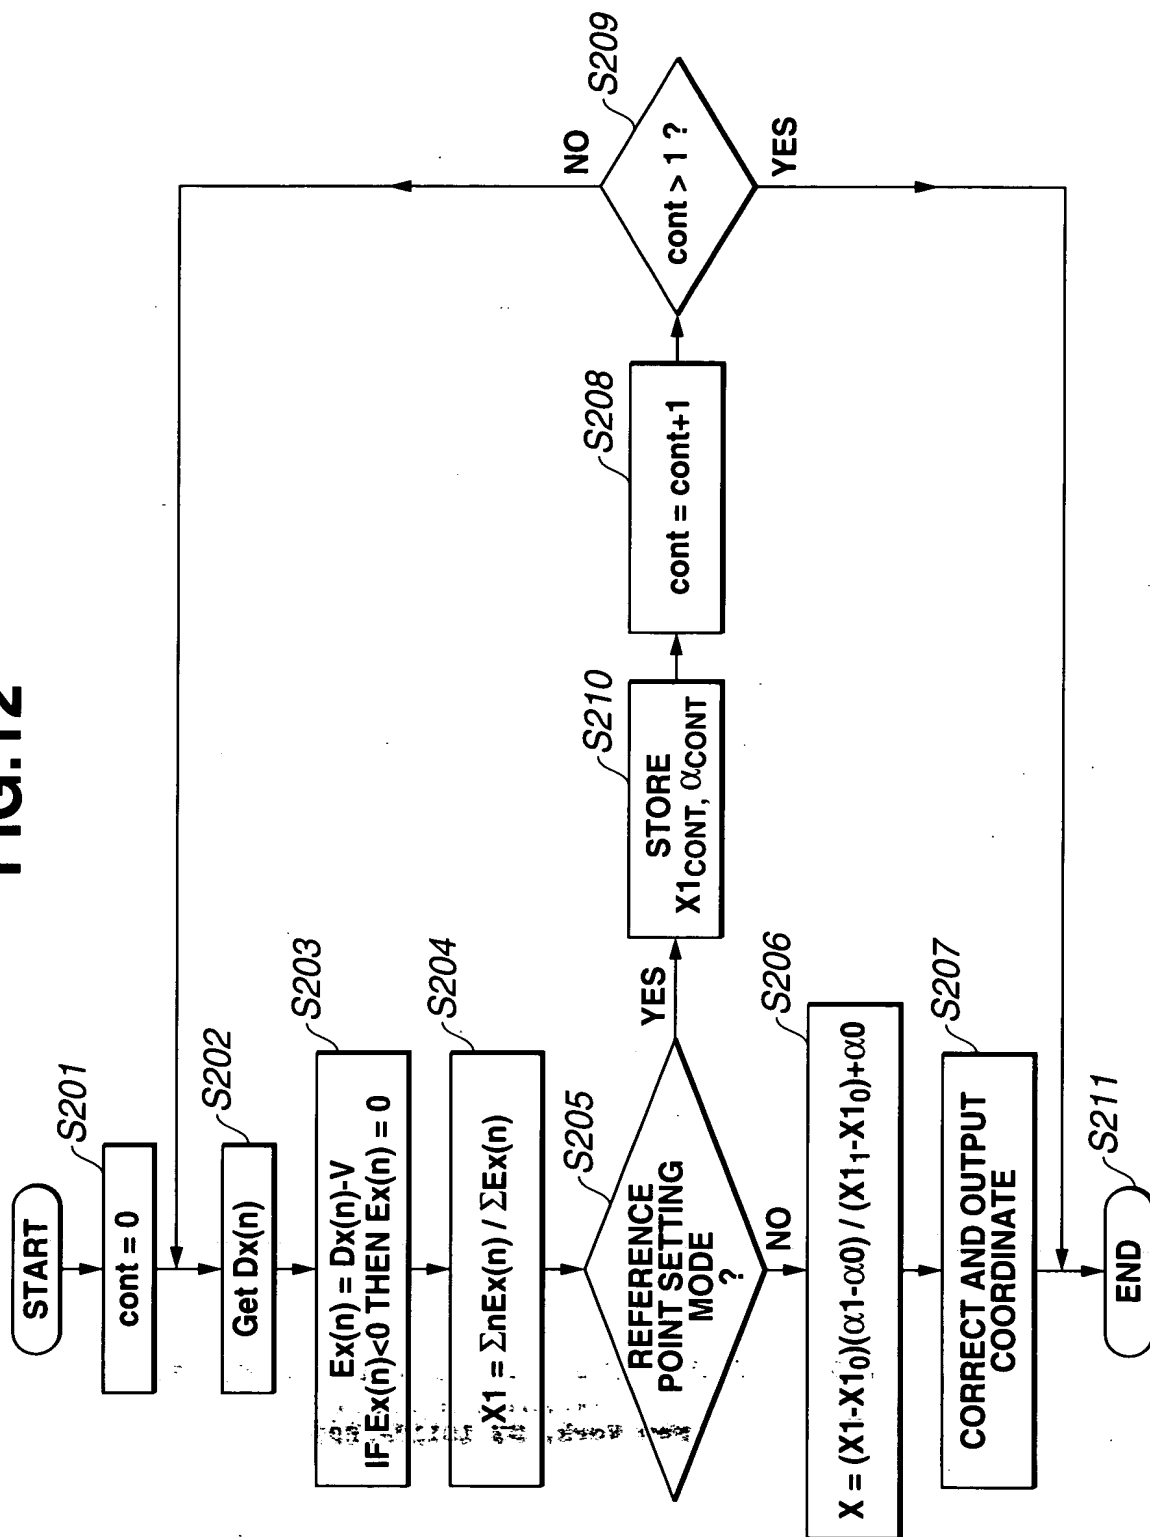 FIG.12
START
S201
cont = 0
S202
Get Dx(n)
S203
Ex(n) = Dx(n)-V
IF Ex(n)<0 THEN Ex(n) = 0
S204
X1 = ΣnEx(n) / ΣEx(n)
S205
REFERENCE
POINT SETTING
MODE
?
YES
NO
S206
X = (X1-X1₀)(α1-α0) / (X1₁-X1₀)+α0
S207
CORRECT AND OUTPUT
COORDINATE
S211
END
S210
STORE
X1CONT, αCONT
S208
cont = cont+1
S209
cont > 1 ?
NO
YES